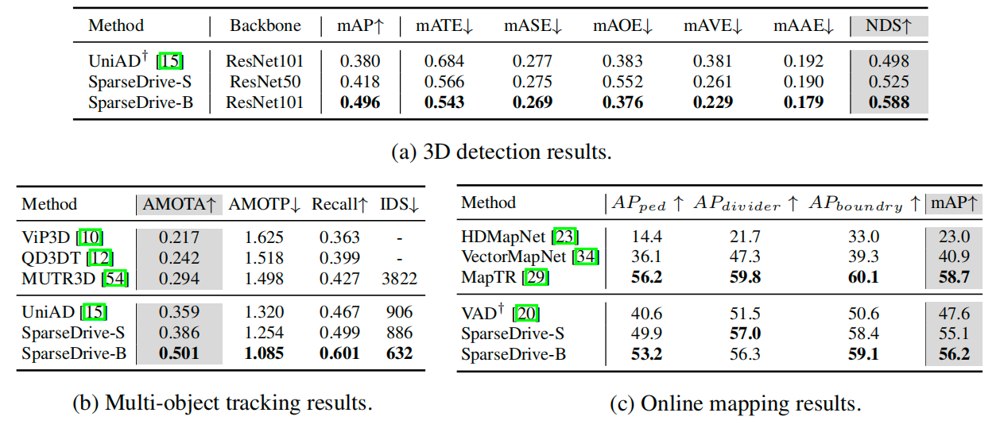 Method Backbone mAP↑ mATE↓ mASE↓ mAOE↓ mAVE↓ mAAE↓ NDS↑
UniAD† [15] ResNet101 0.380 0.684 0.277 0.383 0.381 0.192 0.498
SparseDrive-S ResNet50 0.418 0.566 0.275 0.552 0.261 0.190 0.525
SparseDrive-B ResNet101 0.496 0.543 0.269 0.376 0.229 0.179 0.588
(a) 3D detection results.
Method AMOTA↑ AMOTP↓ Recall↑ IDS↓
ViP3D [10] 0.217 1.625 0.363 -
QD3DT [12] 0.242 1.518 0.399 -
MUTR3D [54] 0.294 1.498 0.427 3822
UniAD [15] 0.359 1.320 0.467 906
SparseDrive-S 0.386 1.254 0.499 886
SparseDrive-B 0.501 1.085 0.601 632
(b) Multi-object tracking results.
Method AP_ped ↑ AP_divider ↑ AP_boundry ↑ mAP↑
HDMapNet [23] 14.4 21.7 33.0 23.0
VectorMapNet [34] 36.1 47.3 39.3 40.9
MapTR [29] 56.2 59.8 60.1 58.7
VAD† [20] 40.6 51.5 50.6 47.6
SparseDrive-S 49.9 57.0 58.4 55.1
SparseDrive-B 53.2 56.3 59.1 56.2
(c) Online mapping results.